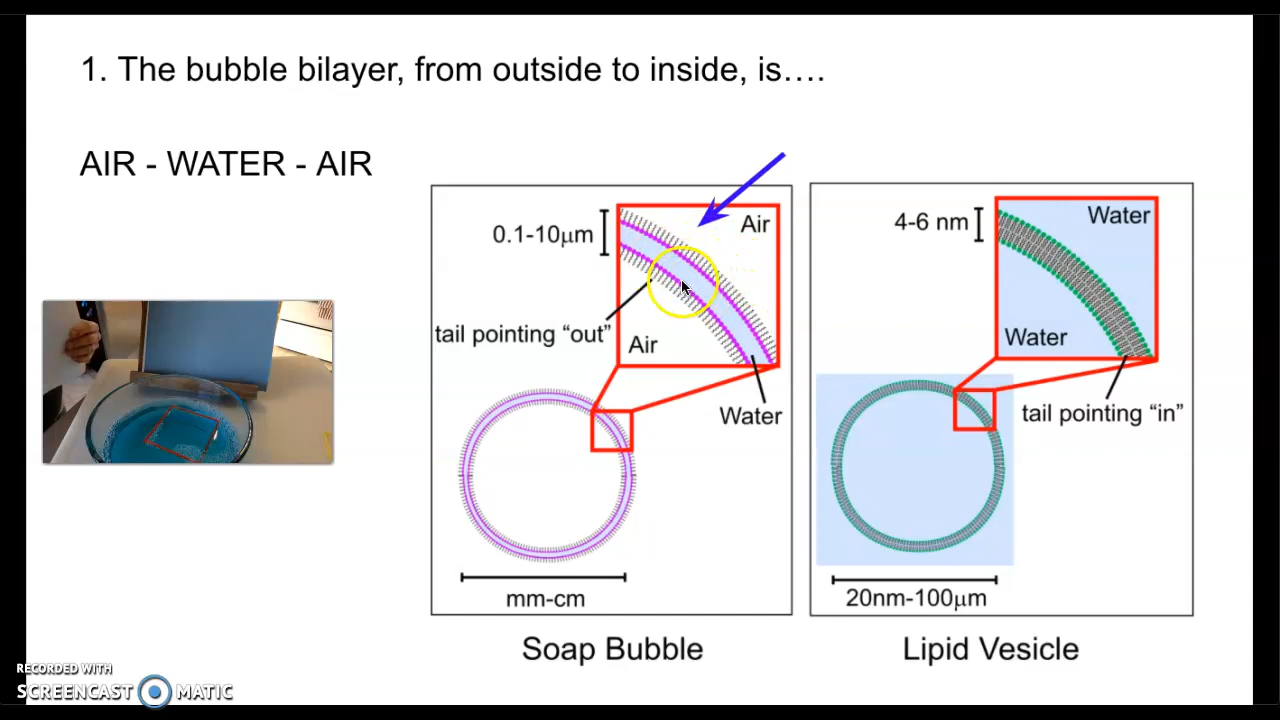 1. The bubble bilayer, from outside to inside, is….
AIR - WATER - AIR
0.1-10μm
Air
tail pointing “out”
Air
Water
mm-cm
Soap Bubble
4-6 nm
Water
Water
tail pointing “in”
20nm-100μm
Lipid Vesicle
RECORDED WITH
SCREENCAST MATIC